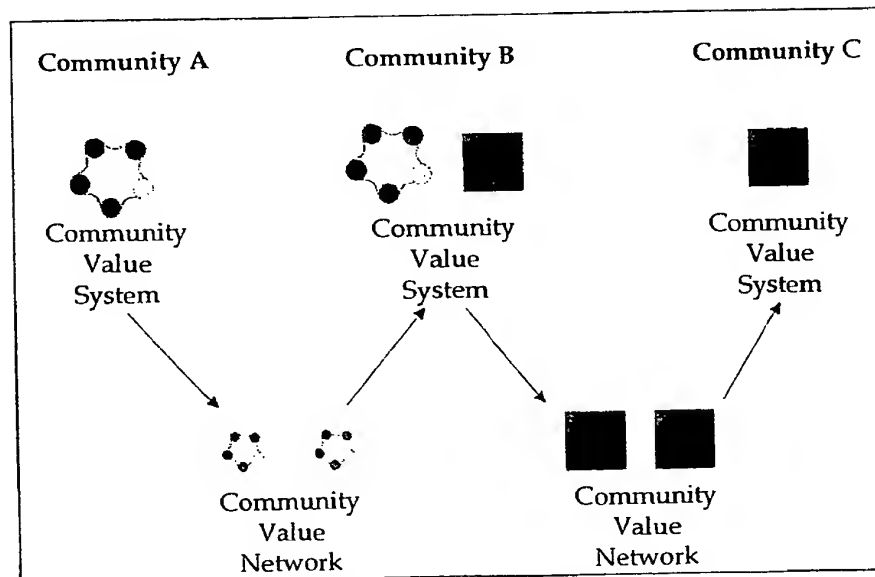 Community A
Community B
Community C
Community
Value
System
Community
Value
System
Community
Value
System
Community
Value
Network
Community
Value
Network